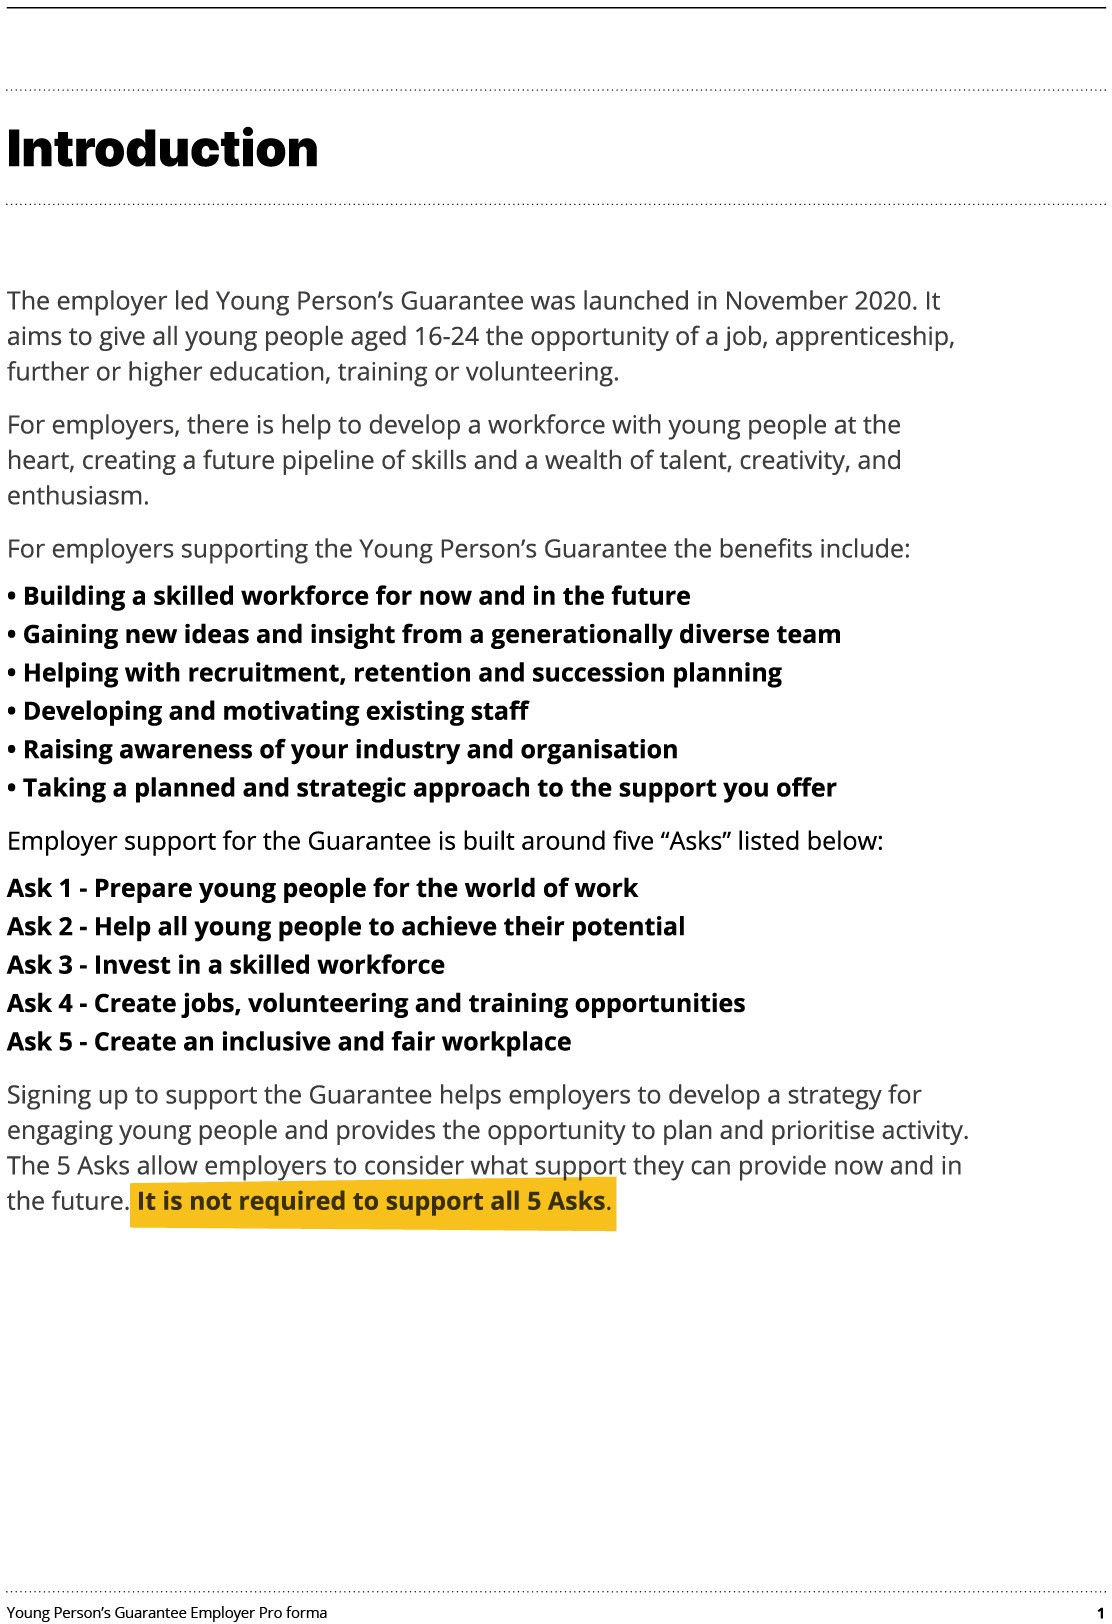 Introduction
The employer led Young Person’s Guarantee was launched in November 2020. It
aims to give all young people aged 16-24 the opportunity of a job, apprenticeship,
further or higher education, training or volunteering.
For employers, there is help to develop a workforce with young people at the
heart, creating a future pipeline of skills and a wealth of talent, creativity, and
enthusiasm.
For employers supporting the Young Person’s Guarantee the benefits include:
• Building a skilled workforce for now and in the future
• Gaining new ideas and insight from a generationally diverse team
• Helping with recruitment, retention and succession planning
• Developing and motivating existing staff
• Raising awareness of your industry and organisation
• Taking a planned and strategic approach to the support you offer
Employer support for the Guarantee is built around five “Asks” listed below:
Ask 1 - Prepare young people for the world of work
Ask 2 - Help all young people to achieve their potential
Ask 3 - Invest in a skilled workforce
Ask 4 - Create jobs, volunteering and training opportunities
Ask 5 - Create an inclusive and fair workplace
Signing up to support the Guarantee helps employers to develop a strategy for
engaging young people and provides the opportunity to plan and prioritise activity.
The 5 Asks allow employers to consider what support they can provide now and in
the future. It is not required to support all 5 Asks.
Young Person’s Guarantee Employer Pro forma
1